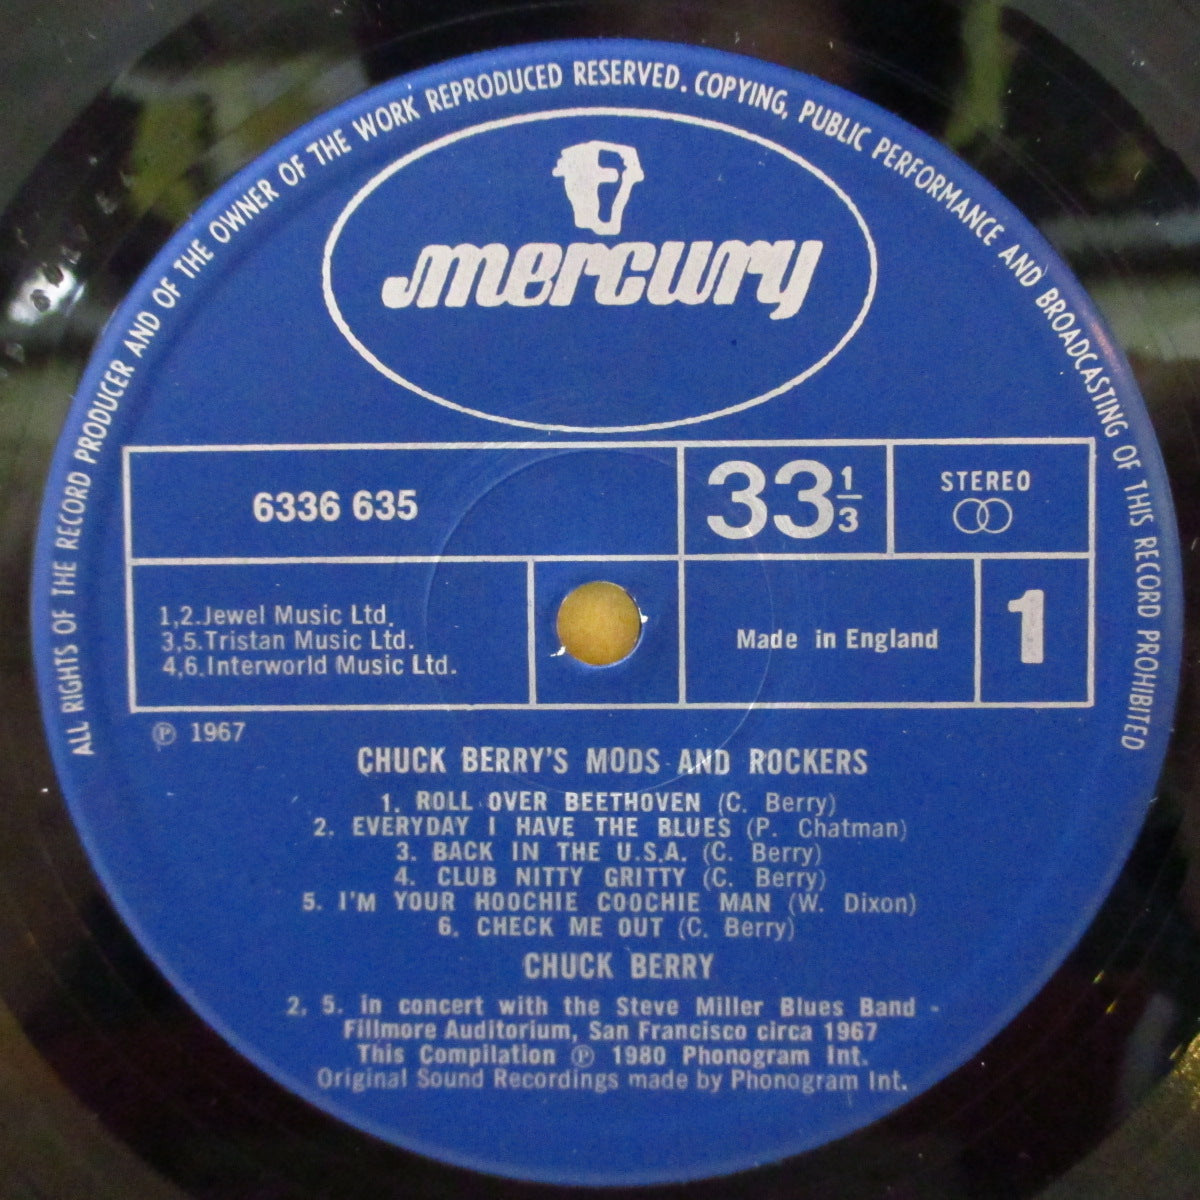 ALL RIGHTS OF THE RECORD PRODUCER AND OF THE OWNER OF THE WORK REPRODUCED RESERVED. COPYING, PUBLIC PERFORMANCE AND BROADCASTING OF THIS RECORD PROHIBITED
mercury
6336 635
33 1/3
STEREO
1,2.Jewel Music Ltd.
3,5.Tristan Music Ltd.
4,6.Interworld Music Ltd.
Made in England
1
Ⓟ 1967
CHUCK BERRY'S MODS AND ROCKERS
1. ROLL OVER BEETHOVEN (C. Berry)
2. EVERYDAY I HAVE THE BLUES (P. Chatman)
3. BACK IN THE U.S.A. (C. Berry)
4. CLUB NITTY GRITTY (C. Berry)
5. I'M YOUR HOOCHIE COOCHIE MAN (W. Dixon)
6. CHECK ME OUT (C. Berry)
CHUCK BERRY
2, 5. in concert with the Steve Miller Blues Band -
Fillmore Auditorium, San Francisco circa 1967
This Compilation Ⓟ 1980 Phonogram Int.
Original Sound Recordings made by Phonogram Int.